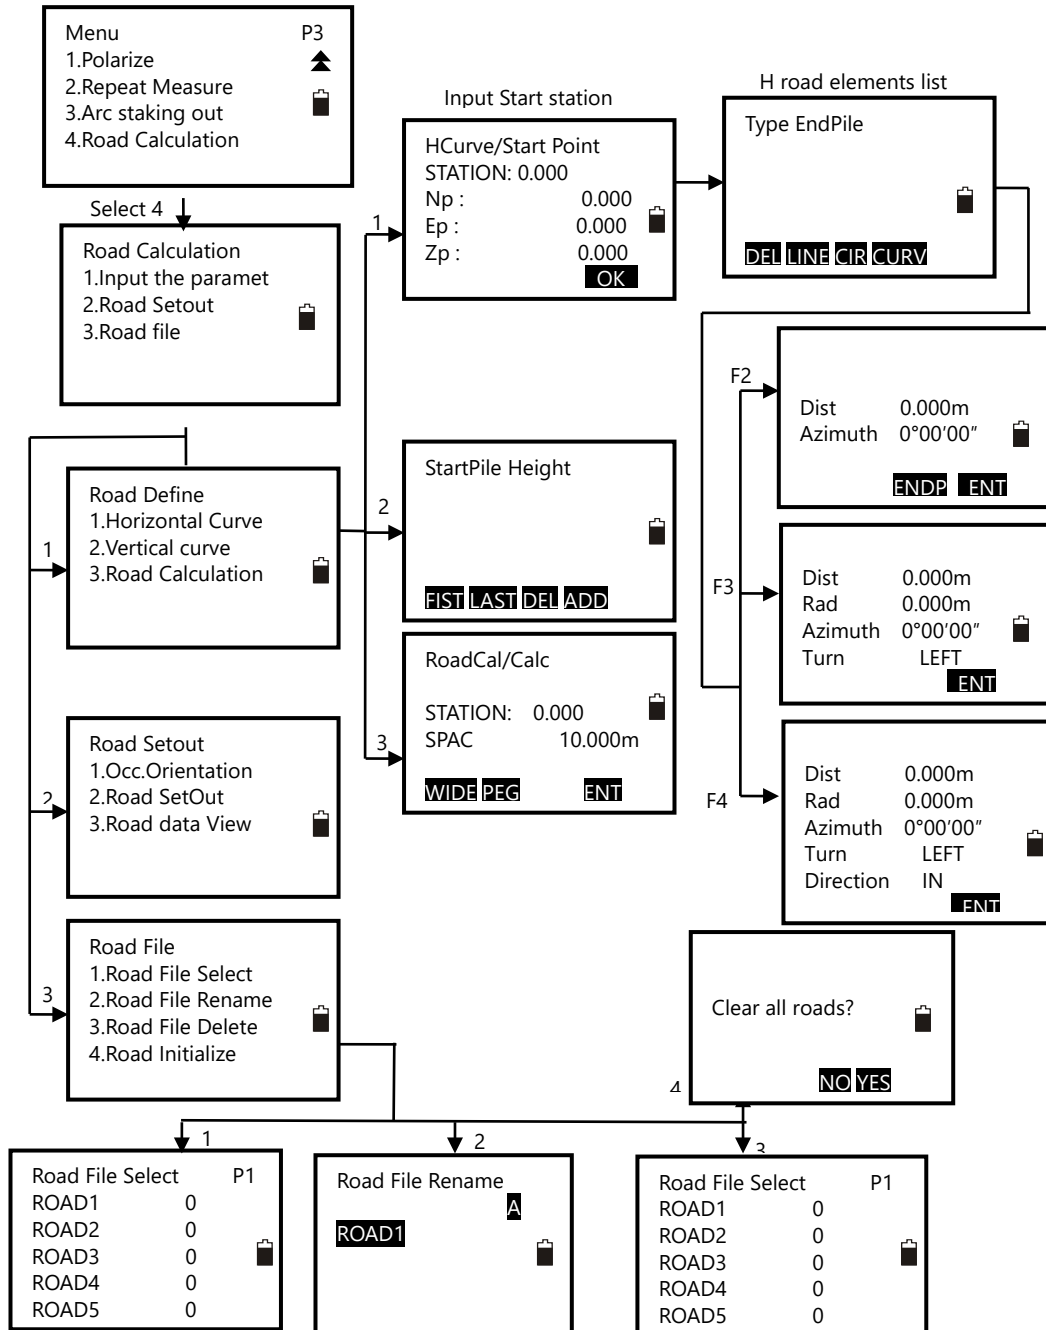 Menu P3
1.Polarize
2.Repeat Measure
3.Arc staking out
4.Road Calculation
Select 4
Road Calculation
1.Input the paramet
2.Road Setout
3.Road file
Input Start station
HCurve/Start Point
STATION: 0.000
Np : 0.000
Ep : 0.000
Zp : 0.000
OK
1
H road elements list
Type EndPile
DEL LINE CIR CURV
F2
Dist 0.000m
Azimuth 0°00′00″
ENDP ENT
1
Road Define
1.Horizontal Curve
2.Vertical curve
3.Road Calculation
2
StartPile Height
FIST LAST DEL ADD
F3
Dist 0.000m
Rad 0.000m
Azimuth 0°00′00″
Turn LEFT
ENT
3
RoadCal/Calc
STATION: 0.000
SPAC 10.000m
WIDE PEG ENT
2
Road Setout
1.Occ.Orientation
2.Road SetOut
3.Road data View
F4
Dist 0.000m
Rad 0.000m
Azimuth 0°00′00″
Turn LEFT
Direction IN
ENT
3
Road File
1.Road File Select
2.Road File Rename
3.Road File Delete
4.Road Initialize
4
Clear all roads?
NO YES
1
Road File Select P1
ROAD1 0
ROAD2 0
ROAD3 0
ROAD4 0
ROAD5 0
2
Road File Rename
A
ROAD1
3
Road File Select P1
ROAD1 0
ROAD2 0
ROAD3 0
ROAD4 0
ROAD5 0